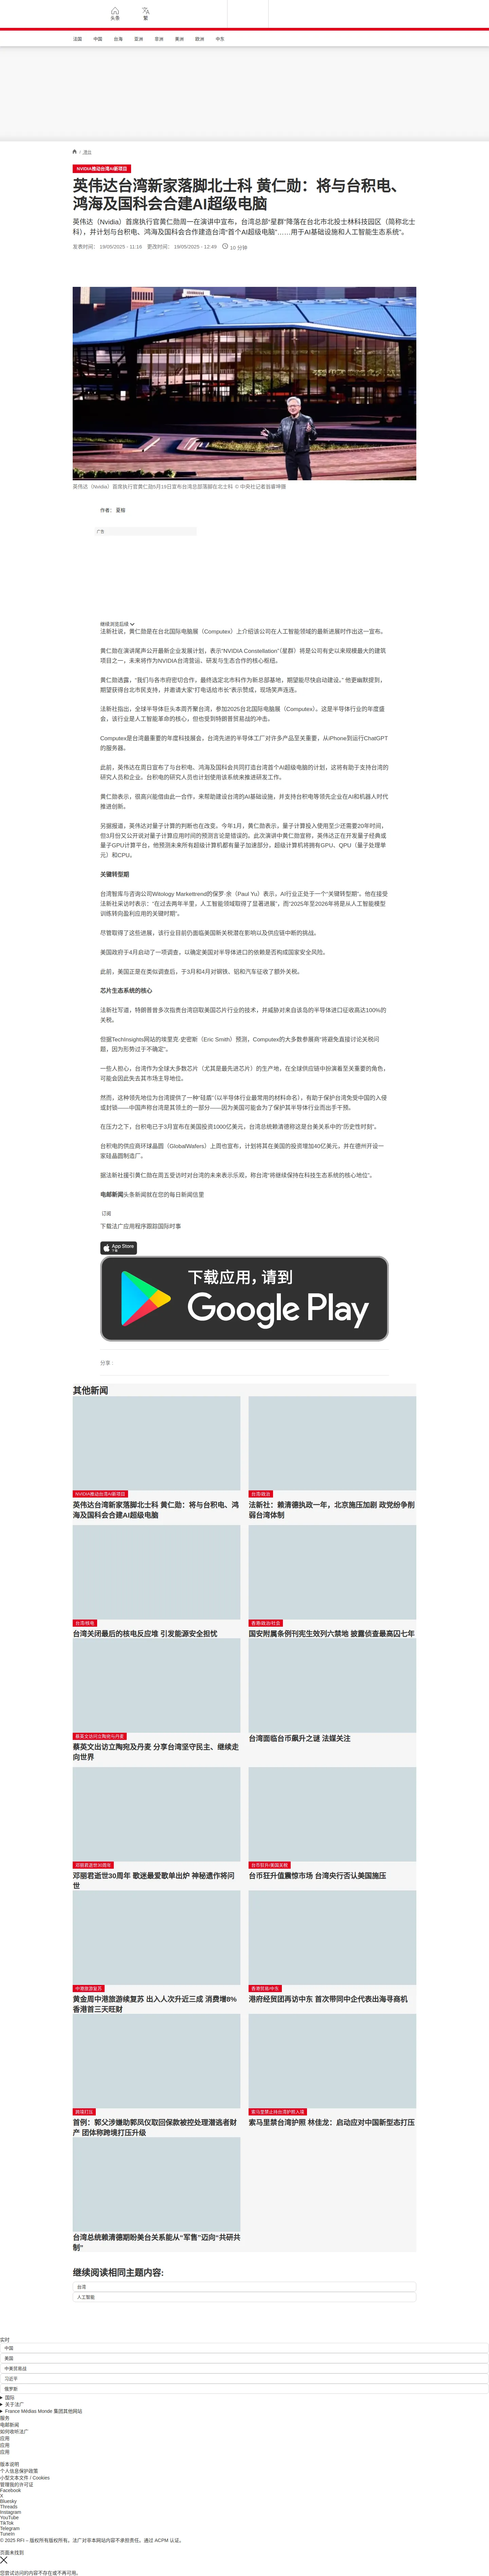 头条
繁
法国
中国
台海
亚洲
非洲
美洲
欧洲
中东
/ 港台
NVIDIA推动台湾AI新项目
英伟达台湾新家落脚北士科 黄仁勋：将与台积电、
鸿海及国科会合建AI超级电脑
英伟达（Nvidia）首席执行官黄仁勋周一在演讲中宣布，台湾总部“星群”降落在台北市北投士林科技园区（简称北士
科），并计划与台积电、鸿海及国科会合作建造台湾“首个AI超级电脑”……用于AI基础设施和人工智能生态系统”。
发表时间： 19/05/2025 - 11:16 更改时间： 19/05/2025 - 12:49 10 分钟
英伟达（Nvidia）首席执行官黄仁勋5月19日宣布台湾总部落脚在北士科 © 中央社记者翁睿坤摄
作者： 夏榕
广告
继续浏览后续
法新社说，黄仁勋是在台北国际电脑展（Computex）上介绍该公司在人工智能领域的最新进展时作出这一宣布。
黄仁勋在演讲尾声公开最新企业发展计划，表示“NVIDIA Constellation”（星群）将是公司有史以来规模最大的建筑
项目之一，未来将作为NVIDIA台湾营运、研发与生态合作的核心枢纽。
黄仁勋透露，“我们与各市府密切合作，最终选定北市科作为新总部基地，期望能尽快启动建设。” 他更幽默提到，
期望获得台北市民支持，并邀请大家“打电话给市长”表示赞成，现场笑声连连。
法新社指出，全球半导体巨头本周齐聚台湾，参加2025台北国际电脑展（Computex）。这是半导体行业的年度盛
会，该行业是人工智能革命的核心，但也受到特朗普贸易战的冲击。
Computex是台湾最重要的年度科技展会，台湾先进的半导体工厂对许多产品至关重要，从iPhone到运行ChatGPT
的服务器。
此前，英伟达在周日宣布了与台积电、鸿海及国科会共同打造台湾首个AI超级电脑的计划，这将有助于支持台湾的
研究人员和企业。台积电的研究人员也计划使用该系统来推进研发工作。
黄仁勋表示，很高兴能借由此一合作，来帮助建设台湾的AI基础设施，并支持台积电等领先企业在AI和机器人时代
推进创新。
另据报道，英伟达对量子计算的判断也在改变。今年1月，黄仁勋表示，量子计算投入使用至少还需要20年时间，
但3月份又公开说对量子计算应用时间的预测言论是错误的。此次演讲中黄仁勋宣称，英伟达正在开发量子经典或
量子GPU计算平台，他预测未来所有超级计算机都有量子加速部分，超级计算机将拥有GPU、QPU（量子处理单
元）和CPU。
关键转型期
台湾智库与咨询公司Witology Markettrend的保罗·余（Paul Yu）表示，AI行业正处于一个“关键转型期”。他在接受
法新社采访时表示：“在过去两年半里，人工智能领域取得了显著进展”，而“2025年至2026年将是从人工智能模型
训练转向盈利应用的关键时期”。
尽管取得了这些进展，该行业目前仍面临美国新关税潜在影响以及供应链中断的挑战。
美国政府于4月启动了一项调查，以确定美国对半导体进口的依赖是否构成国家安全风险。
此前，美国正是在类似调查后，于3月和4月对钢铁、铝和汽车征收了额外关税。
芯片生态系统的核心
法新社写道，特朗普曾多次指责台湾窃取美国芯片行业的技术，并威胁对来自该岛的半导体进口征收高达100%的
关税。
但据TechInsights网站的埃里克·史密斯（Eric Smith）预测，Computex的大多数参展商“将避免直接讨论关税问
题，因为形势过于不确定”。
一些人担心，台湾作为全球大多数芯片（尤其是最先进芯片）的生产地，在全球供应链中扮演着至关重要的角色，
可能会因此失去其市场主导地位。
然而，这种领先地位为台湾提供了一种“硅盾”（以半导体行业最常用的材料命名），有助于保护台湾免受中国的入侵
或封锁——中国声称台湾是其领土的一部分——因为美国可能会为了保护其半导体行业而出手干预。
在压力之下，台积电已于3月宣布在美国投资1000亿美元，台湾总统赖清德称这是台美关系中的“历史性时刻”。
台积电的供应商环球晶圆（GlobalWafers）上周也宣布，计划将其在美国的投资增加40亿美元，并在德州开设一
家硅晶圆制造厂。
据法新社援引黄仁勋在周五受访时对台湾的未来表示乐观，称台湾“将继续保持在科技生态系统的核心地位”。
电邮新闻头条新闻就在您的每日新闻信里
订阅
下载法广应用程序跟踪国际时事
App Store
下载
下载应用，请到
Google Play
分享 :
其他新闻
NVIDIA推动台湾AI新项目
英伟达台湾新家落脚北士科 黄仁勋：将与台积电、鸿
海及国科会合建AI超级电脑
台湾/政治
法新社：赖清德执政一年，北京施压加剧 政党纷争削
弱台湾体制
台湾/核电
台湾关闭最后的核电反应堆 引发能源安全担忧
香港/政治/社会
国安附属条例刊宪生效列六禁地 披露侦查最高囚七年
蔡英文访问立陶宛与丹麦
蔡英文出访立陶宛及丹麦 分享台湾坚守民主、继续走
向世界
台湾面临台币飙升之谜 法媒关注
邓丽君逝世30周年
邓丽君逝世30周年 歌迷最爱歌单出炉 神秘遗作将问
世
台币狂升/美国关税
台币狂升值震惊市场 台湾央行否认美国施压
中港旅游复苏
黄金周中港旅游续复苏 出入人次升近三成 消费增8%
香港首三天旺财
香港贸易/中东
港府经贸团再访中东 首次带同中企代表出海寻商机
跨境打压
首例：郭父涉嫌助郭凤仪取回保款被控处理潜逃者财
产 团体称跨境打压升级
索马里禁止持台湾护照入境
索马里禁台湾护照 林佳龙：启动应对中国新型态打压
台湾总统赖清德期盼美台关系能从“军售”迈向“共研共
制”
继续阅读相同主题内容:
台湾
人工智能
实时
中国
美国
中美贸易战
习近平
俄罗斯
国际
关于法广
France Médias Monde 集团其他网站
服务
电邮新闻
如何收听法广
应用
应用
应用
版本说明
个人信息保护政策
小型文本文件 / Cookies
管理我的许可证
Facebook
X
Bluesky
Threads
Instagram
YouTube
TikTok
Telegram
TuneIn
© 2025 RFI – 版权所有版权所有。法广对非本网站内容不承担责任。通过 ACPM 认证。
页面未找到
您尝试访问的内容不存在或不再可用。